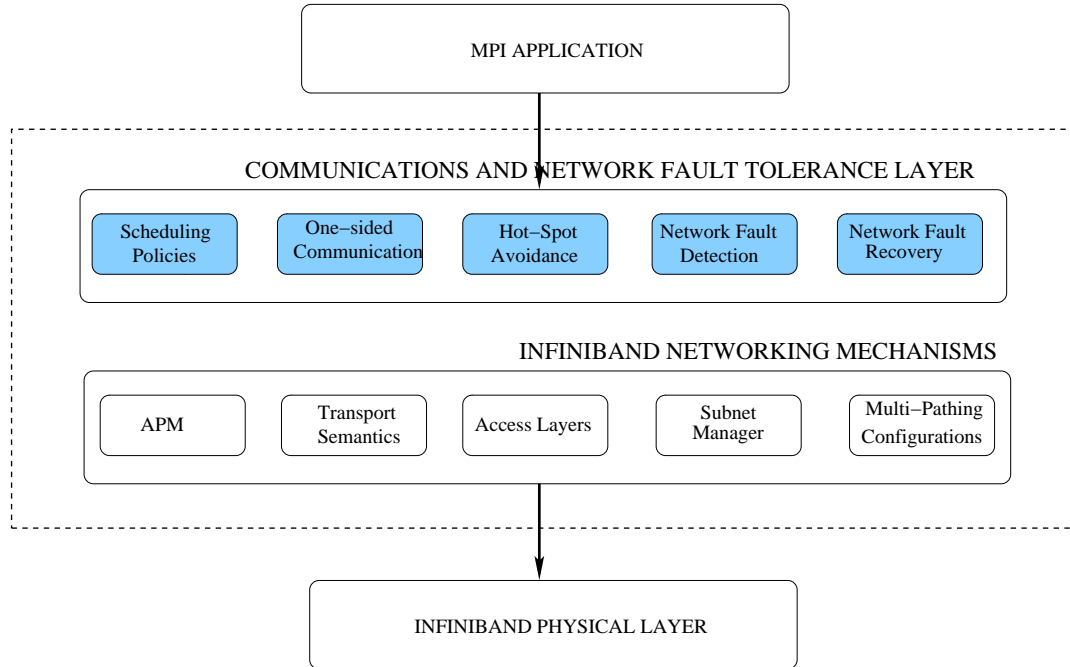 MPI APPLICATION
COMMUNICATIONS AND NETWORK FAULT TOLERANCE LAYER
Scheduling
Policies
One−sided
Communication
Hot−Spot
Avoidance
Network Fault
Detection
Network Fault
Recovery
INFINIBAND NETWORKING MECHANISMS
APM
Transport
Semantics
Access Layers
Subnet
Manager
Multi−Pathing
Configurations
INFINIBAND PHYSICAL LAYER